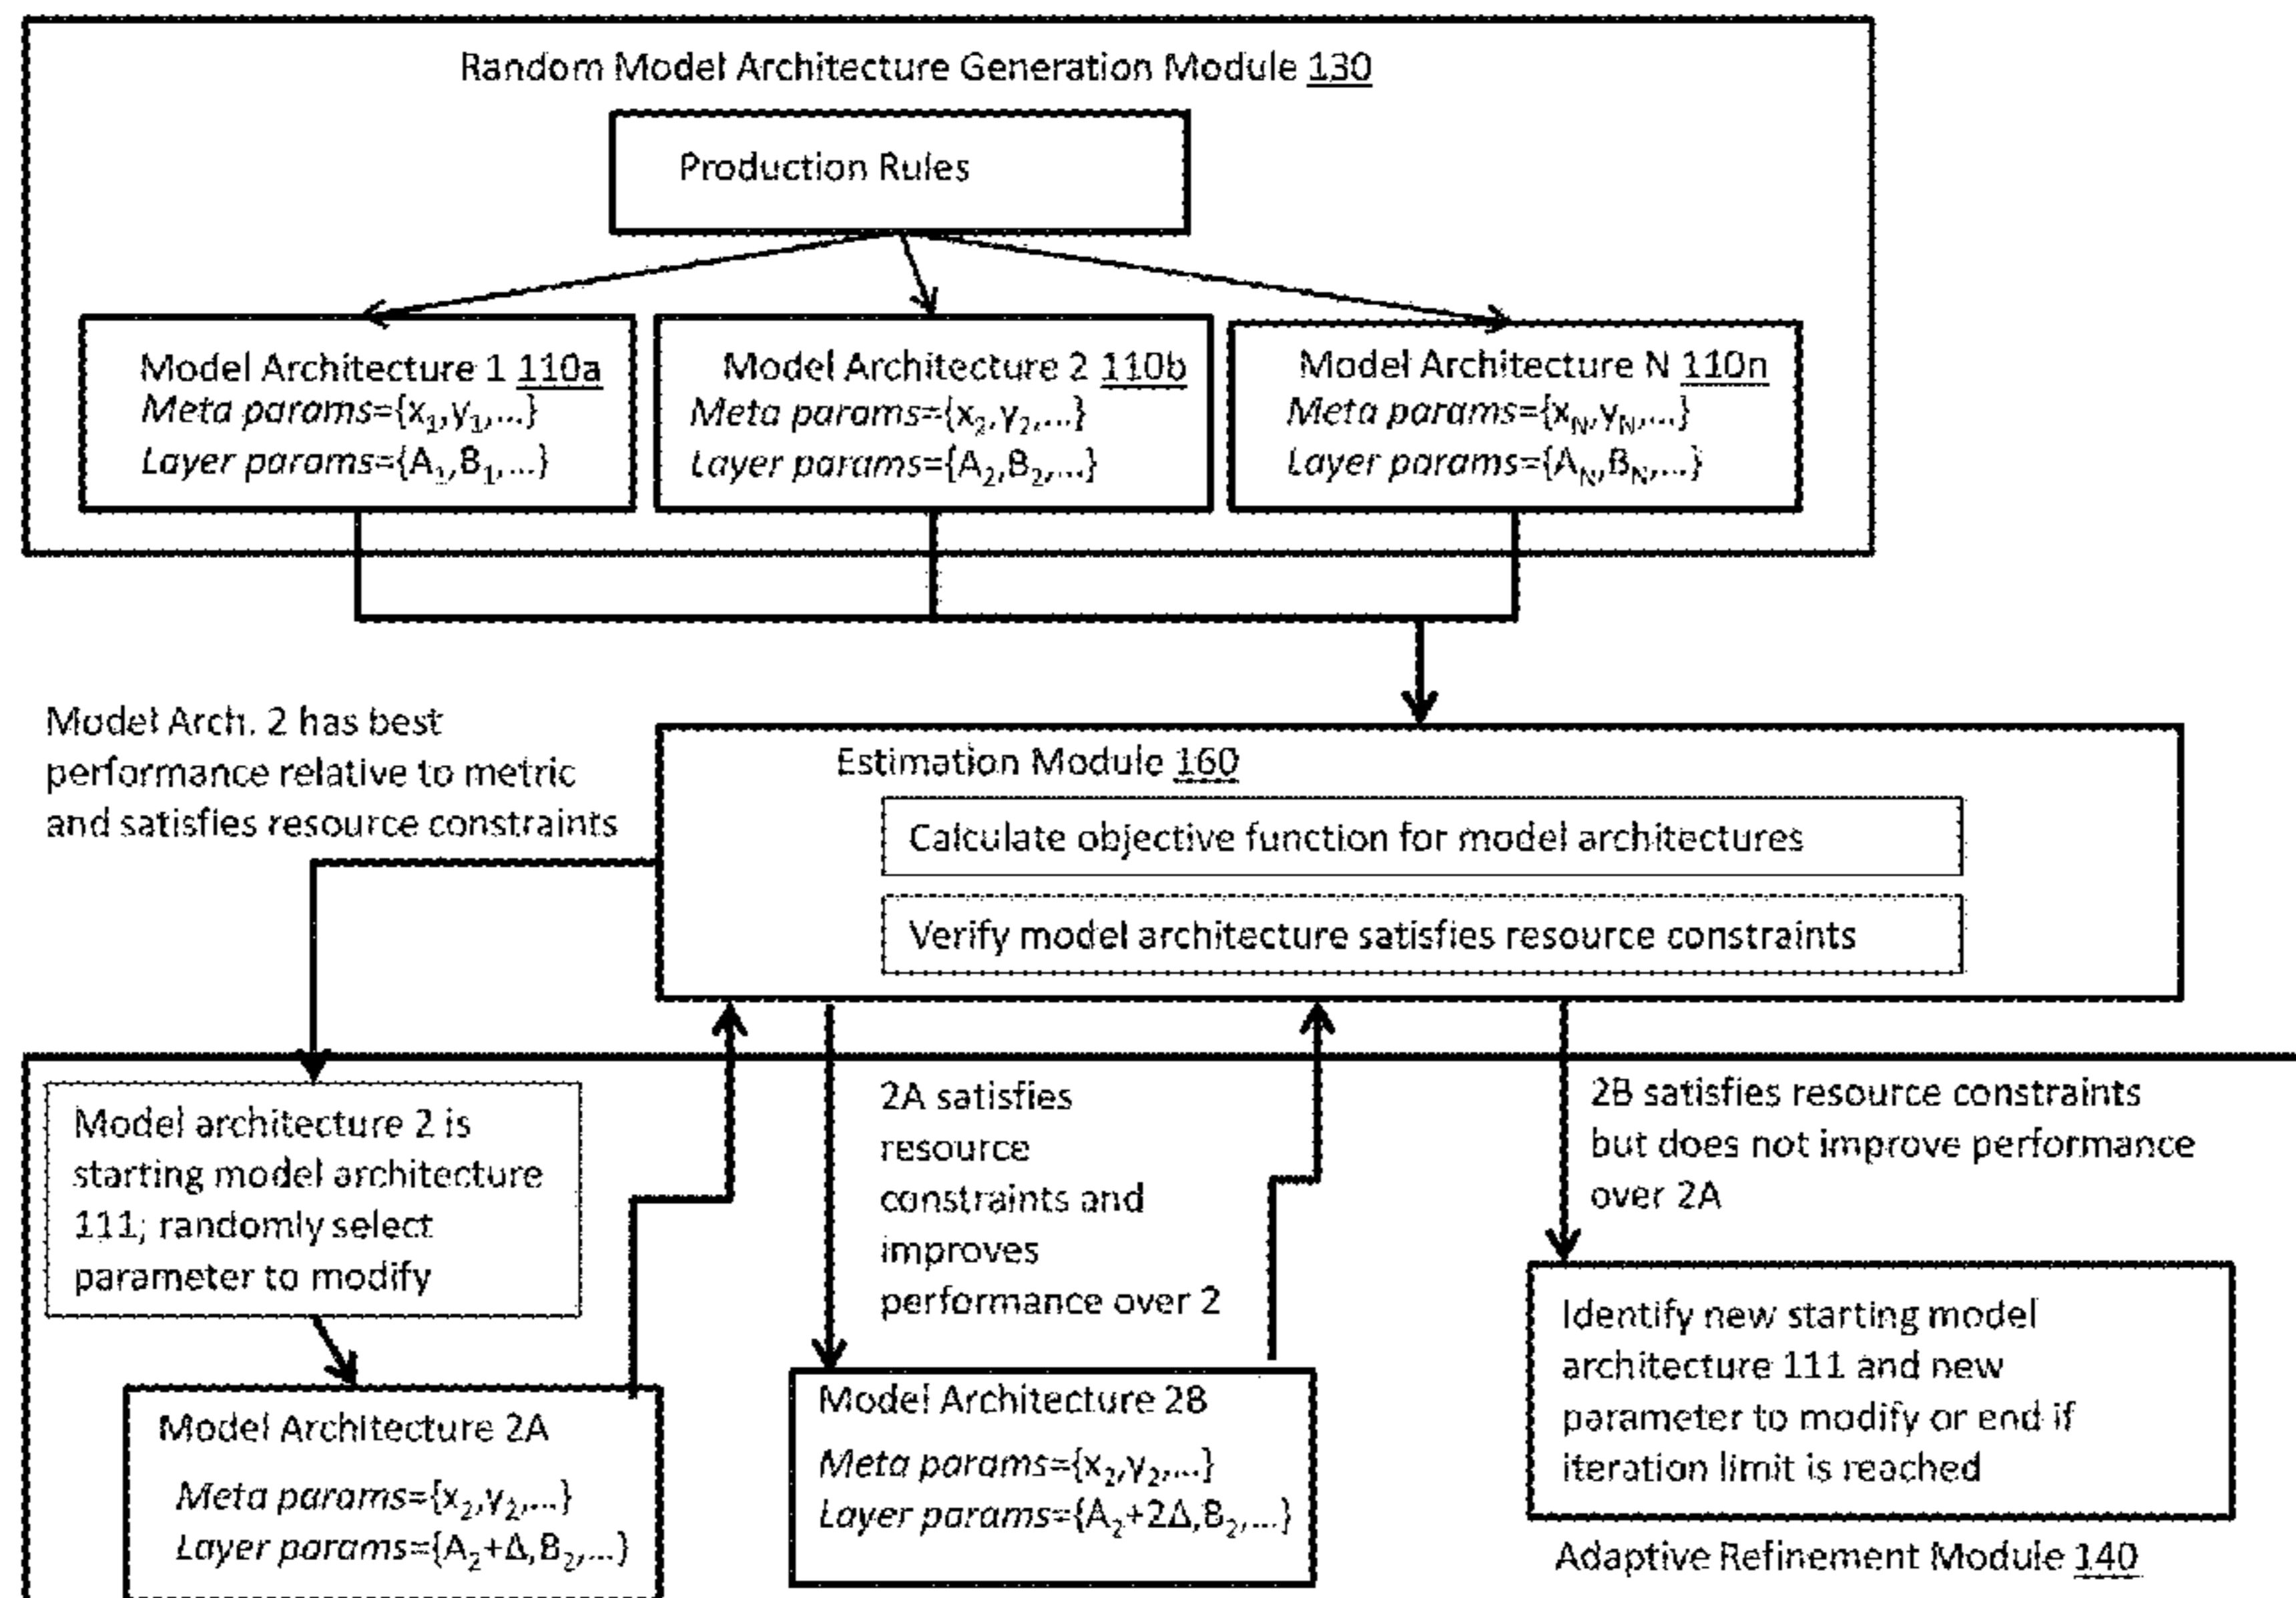 Random Model Architecture Generation Module 130
Production Rules
Model Architecture 1 110a
Meta params={x₁,y₁,...}
Layer params={A₁,B₁,...}
Model Architecture 2 110b
Meta params={x₂,y₂,...}
Layer params={A₂,B₂,...}
Model Architecture N 110n
Meta params={x_N,y_N,...}
Layer params={A_N,B_N,...}
Model Arch. 2 has best
performance relative to metric
and satisfies resource constraints
Estimation Module 160
Calculate objective function for model architectures
Verify model architecture satisfies resource constraints
Model architecture 2 is
starting model architecture
111; randomly select
parameter to modify
2A satisfies
resource
constraints and
improves
performance over 2
2B satisfies resource constraints
but does not improve performance
over 2A
Model Architecture 2A
Meta params={x₂,y₂,...}
Layer params={A₂+Δ,B₂,...}
Model Architecture 2B
Meta params={x₂,y₂,...}
Layer params={A₂+2Δ,B₂,...}
Identify new starting model
architecture 111 and new
parameter to modify or end if
iteration limit is reached
Adaptive Refinement Module 140